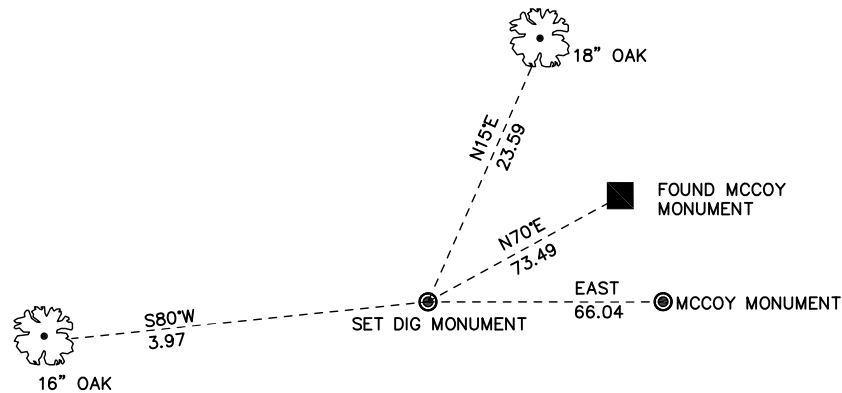 18" OAK
N15°E
23.59
FOUND MCCOY
MONUMENT
N70°E
73.49
EAST
66.04
MCCOY MONUMENT
SET DIG MONUMENT
S80°W
3.97
16" OAK